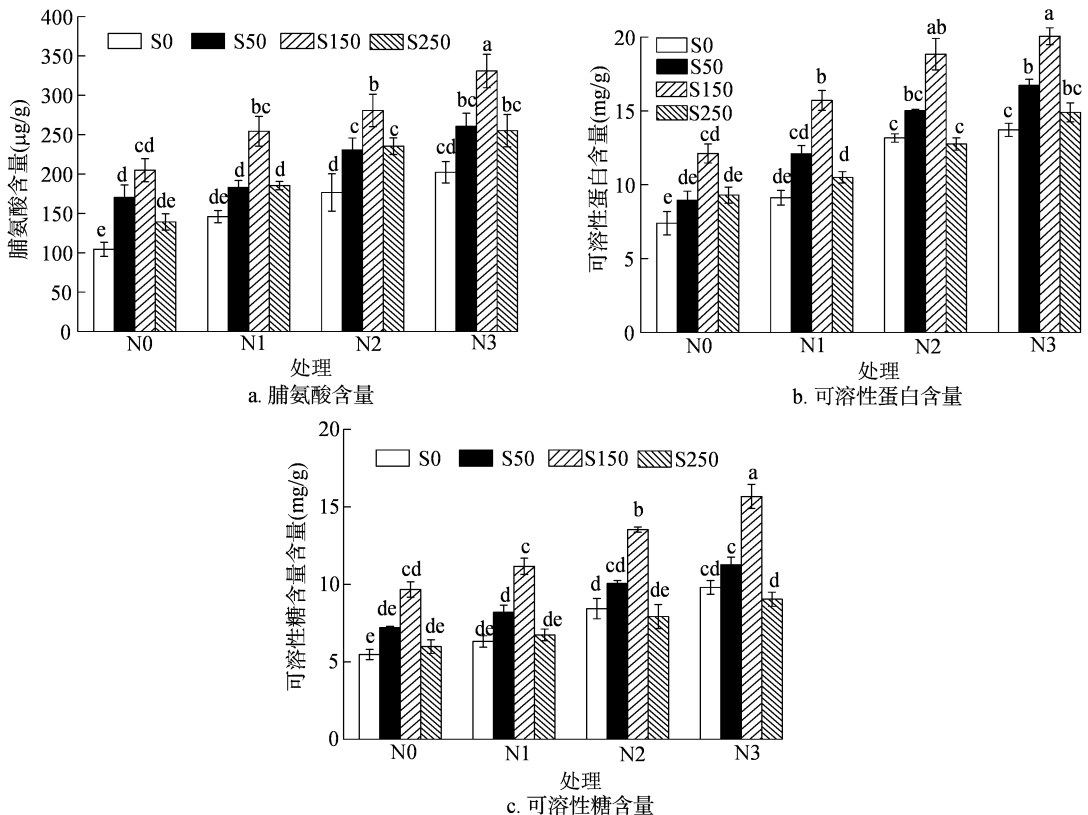 400
350
300
250
200
150
100
50
0
脯氨酸含量(μg/g)
S0 S50 S150 S250
e d cd de
de d bc d
d c b c
cd bc a bc
N0 N1 N2 N3
处理
a. 脯氨酸含量
20
15
10
5
0
可溶性蛋白含量(mg/g)
S0
S50
S150
S250
e de cd de
de cd b d
c bc ab c
c b a bc
N0 N1 N2 N3
处理
b. 可溶性蛋白含量
20
15
10
5
0
可溶性糖含量含量(mg/g)
S0 S50 S150 S250
e de cd de
de d c de
d cd b de
cd c a d
N0 N1 N2 N3
处理
c. 可溶性糖含量